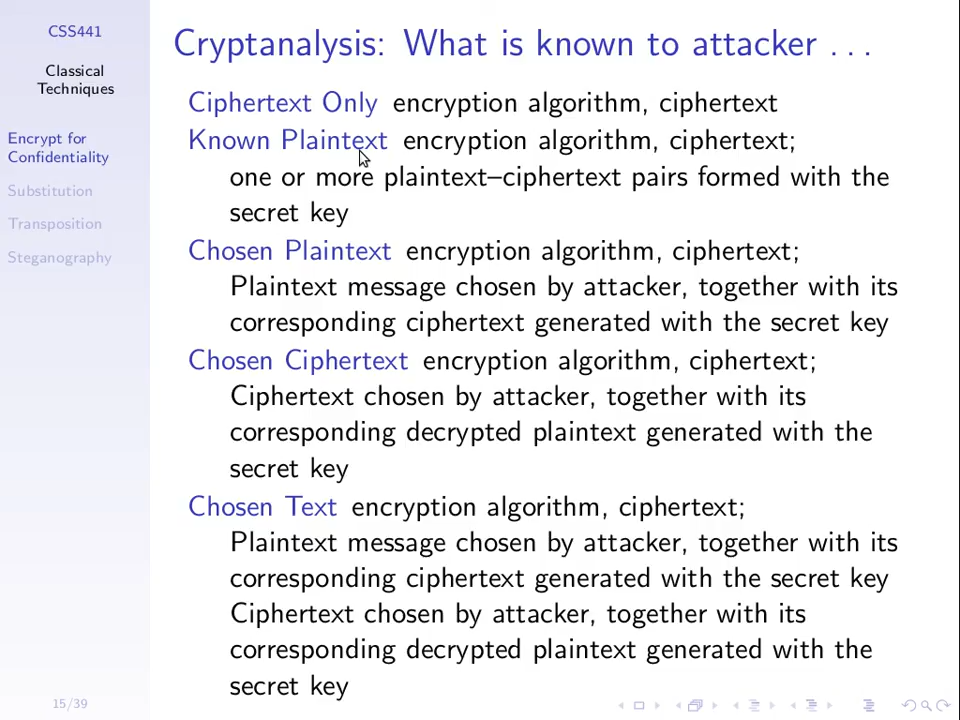 CSS441
Classical
Techniques
Encrypt for
Confidentiality
Substitution
Transposition
Steganography
15/39
Cryptanalysis: What is known to attacker . . .
Ciphertext Only encryption algorithm, ciphertext
Known Plaintext encryption algorithm, ciphertext;
one or more plaintext–ciphertext pairs formed with the
secret key
Chosen Plaintext encryption algorithm, ciphertext;
Plaintext message chosen by attacker, together with its
corresponding ciphertext generated with the secret key
Chosen Ciphertext encryption algorithm, ciphertext;
Ciphertext chosen by attacker, together with its
corresponding decrypted plaintext generated with the
secret key
Chosen Text encryption algorithm, ciphertext;
Plaintext message chosen by attacker, together with its
corresponding ciphertext generated with the secret key
Ciphertext chosen by attacker, together with its
corresponding decrypted plaintext generated with the
secret key